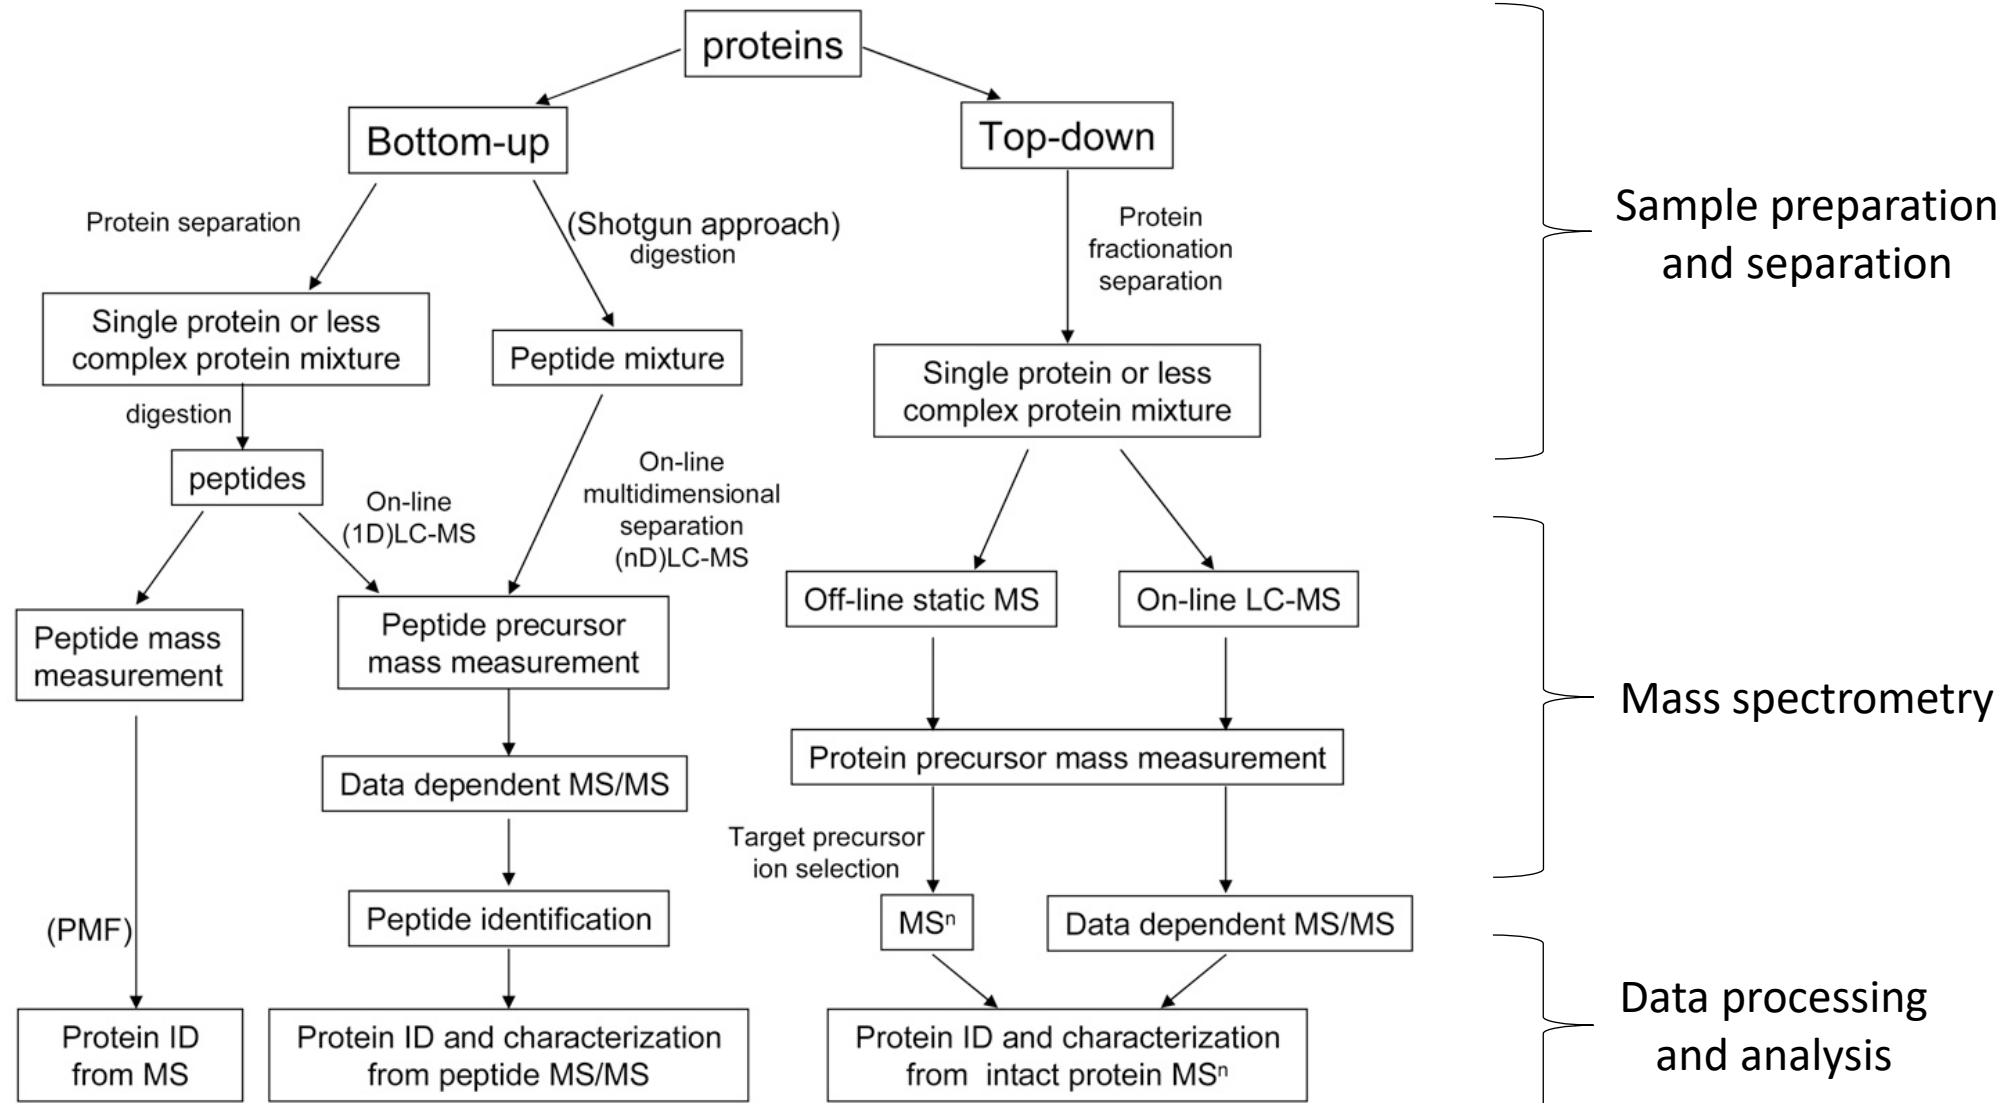 proteins
Bottom-up
Top-down
Protein separation
(Shotgun approach)
digestion
Protein
fractionation
separation
Single protein or less
complex protein mixture
Peptide mixture
Single protein or less
complex protein mixture
digestion
peptides
On-line
(1D)LC-MS
On-line
multidimensional
separation
(nD)LC-MS
Off-line static MS
On-line LC-MS
Peptide mass
measurement
Peptide precursor
mass measurement
Protein precursor mass measurement
Data dependent MS/MS
Target precursor
ion selection
(PMF)
Peptide identification
MSⁿ
Data dependent MS/MS
Protein ID
from MS
Protein ID and characterization
from peptide MS/MS
Protein ID and characterization
from intact protein MSⁿ
Sample preparation
and separation
Mass spectrometry
Data processing
and analysis